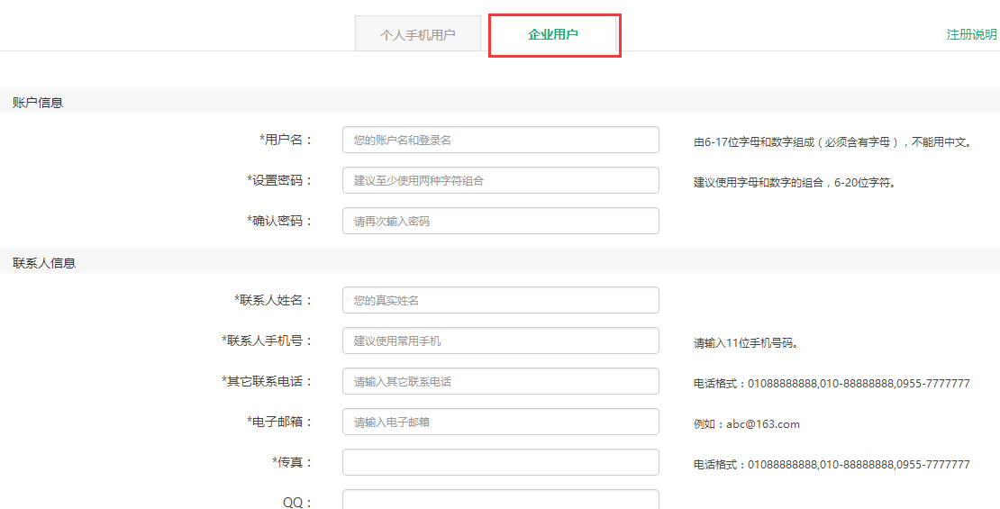 个人手机用户 企业用户 注册说明
账户信息
*用户名： 您的账户名和登录名 由6-17位字母和数字组成（必须含有字母），不能用中文。
*设置密码： 建议至少使用两种字符组合 建议使用字母和数字的组合，6-20位字符。
*确认密码： 请再次输入密码
联系人信息
*联系人姓名： 您的真实姓名
*联系人手机号： 建议使用常用手机 请输入11位手机号码。
*其它联系电话： 请输入其它联系电话 电话格式：01088888888,010-88888888,0955-7777777
*电子邮箱： 请输入电子邮箱 例如：abc@163.com
*传真： 电话格式：01088888888,010-88888888,0955-7777777
QQ：